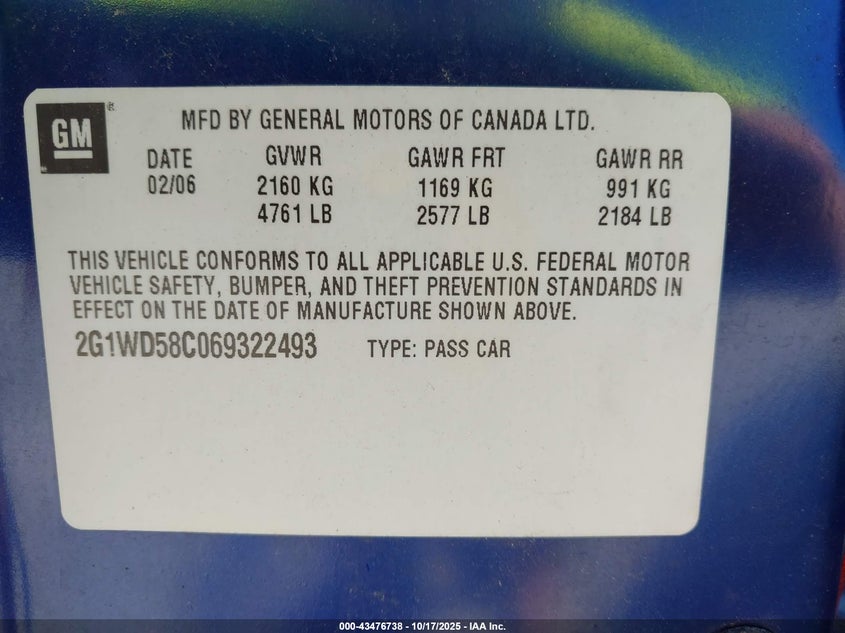 GM
MFD BY GENERAL MOTORS OF CANADA LTD.
DATE GVWR GAWR FRT GAWR RR
02/06 2160 KG 1169 KG 991 KG
4761 LB 2577 LB 2184 LB
THIS VEHICLE CONFORMS TO ALL APPLICABLE U.S. FEDERAL MOTOR
VEHICLE SAFETY, BUMPER, AND THEFT PREVENTION STANDARDS IN
EFFECT ON THE DATE OF MANUFACTURE SHOWN ABOVE.
2G1WD58C069322493 TYPE: PASS CAR
000-43476738 - 10/17/2025 - IAA Inc.